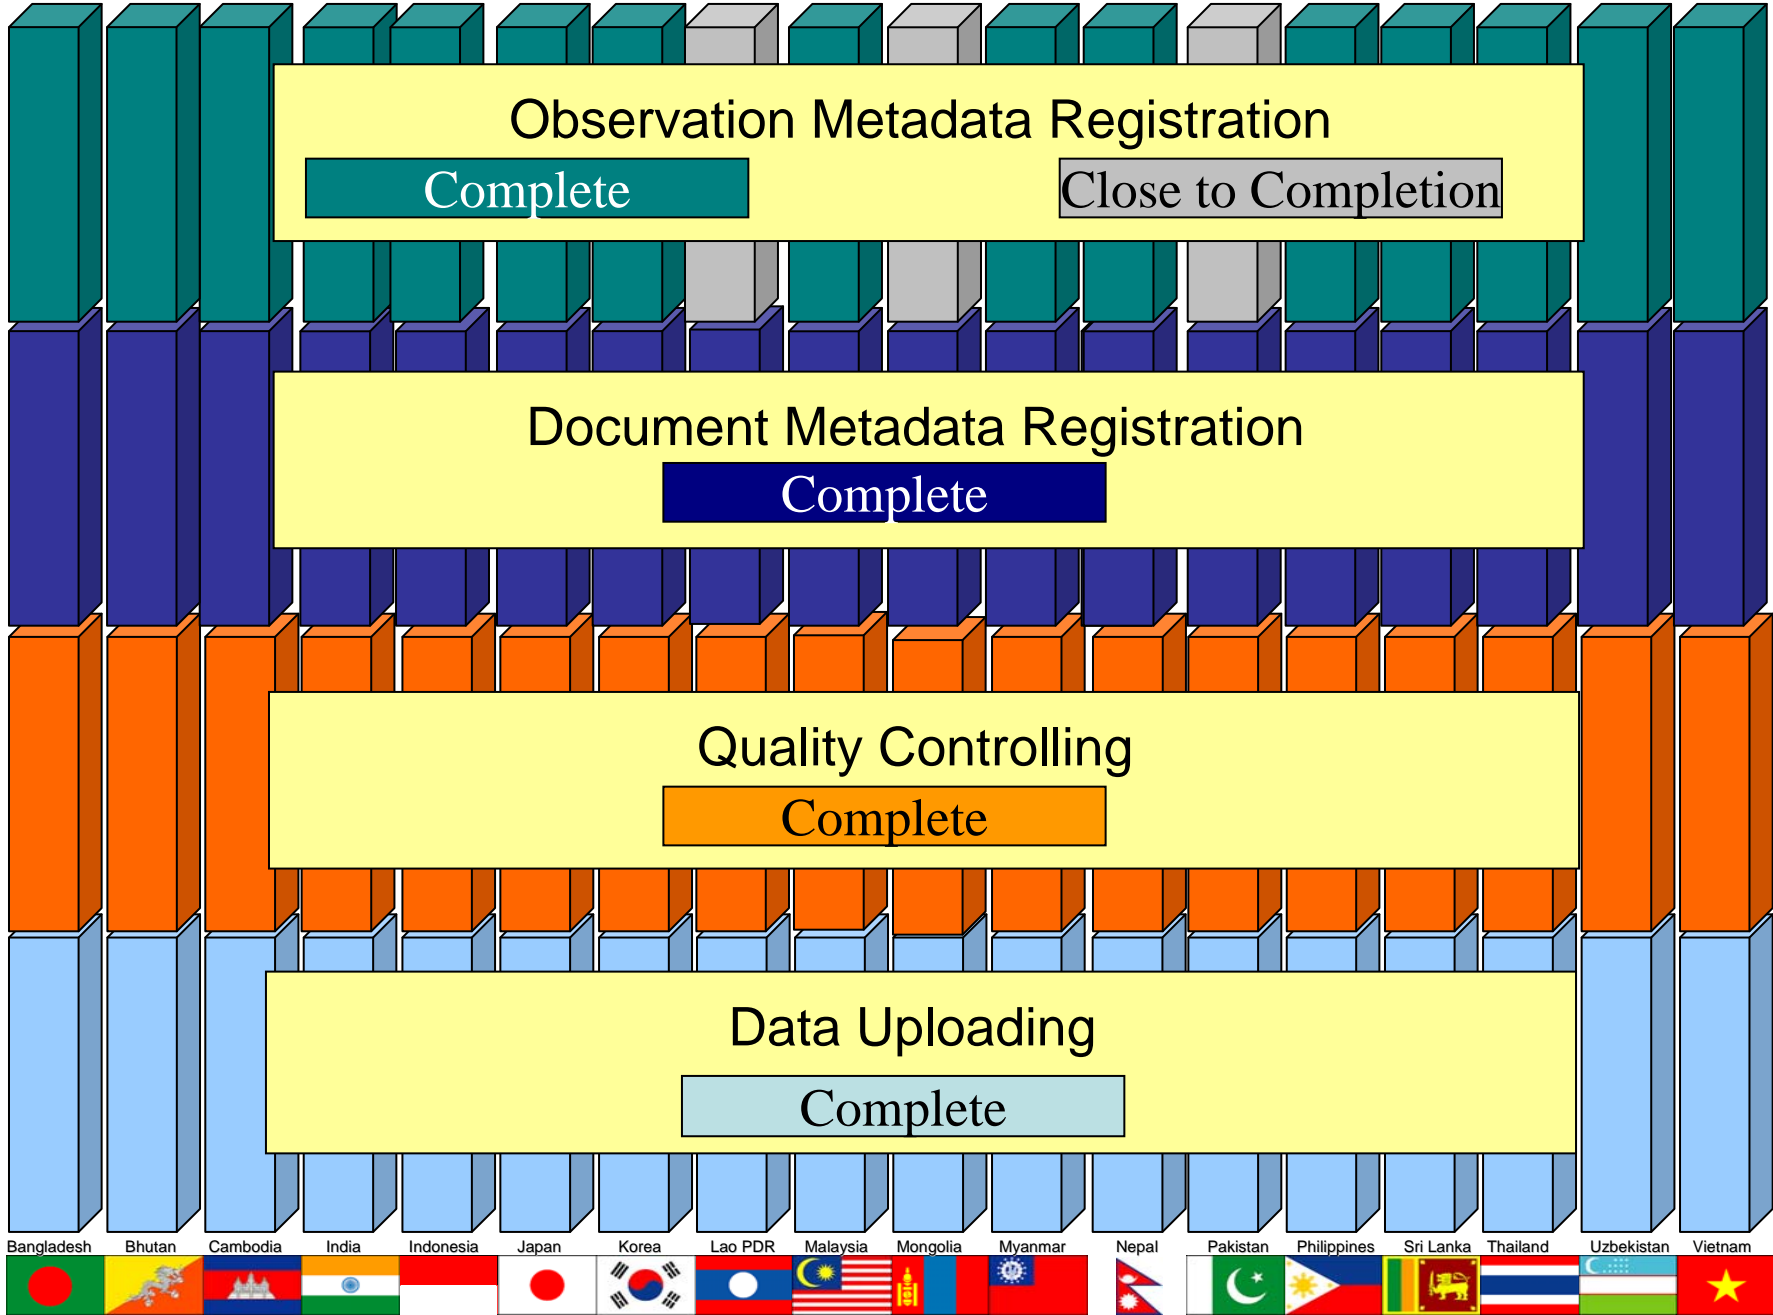 Observation Metadata Registration
Complete
Close to Completion
Document Metadata Registration
Complete
Quality Controlling
Complete
Data Uploading
Complete
Bangladesh Bhutan Cambodia India Indonesia Japan Korea Lao PDR Malaysia Mongolia Myanmar Nepal Pakistan Philippines Sri Lanka Thailand Uzbekistan Vietnam